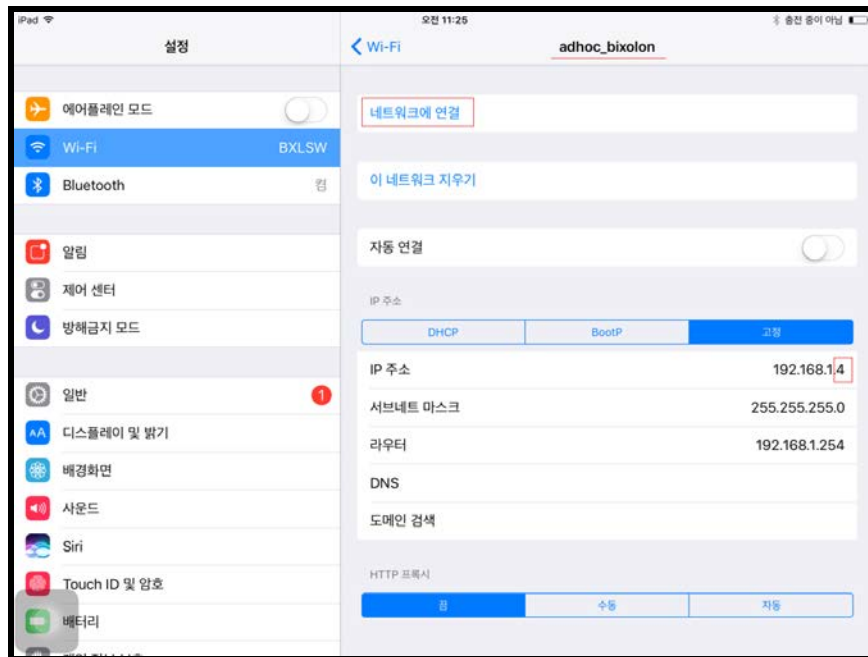 iPad
오전 11:25
충전 중이 아님
설정
에어플레인 모드
Wi-Fi BXLSW
Bluetooth 켬
알림
제어 센터
방해금지 모드
일반 1
AA 디스플레이 및 밝기
배경화면
사운드
Siri
Touch ID 및 암호
배터리
Wi-Fi
adhoc_bixolon
네트워크에 연결
이 네트워크 지우기
자동 연결
IP 주소
DHCP BootP 고정
IP 주소 192.168.1.4
서브넷 마스크 255.255.255.0
라우터 192.168.1.254
DNS
도메인 검색
HTTP 프록시
끔 수동 자동